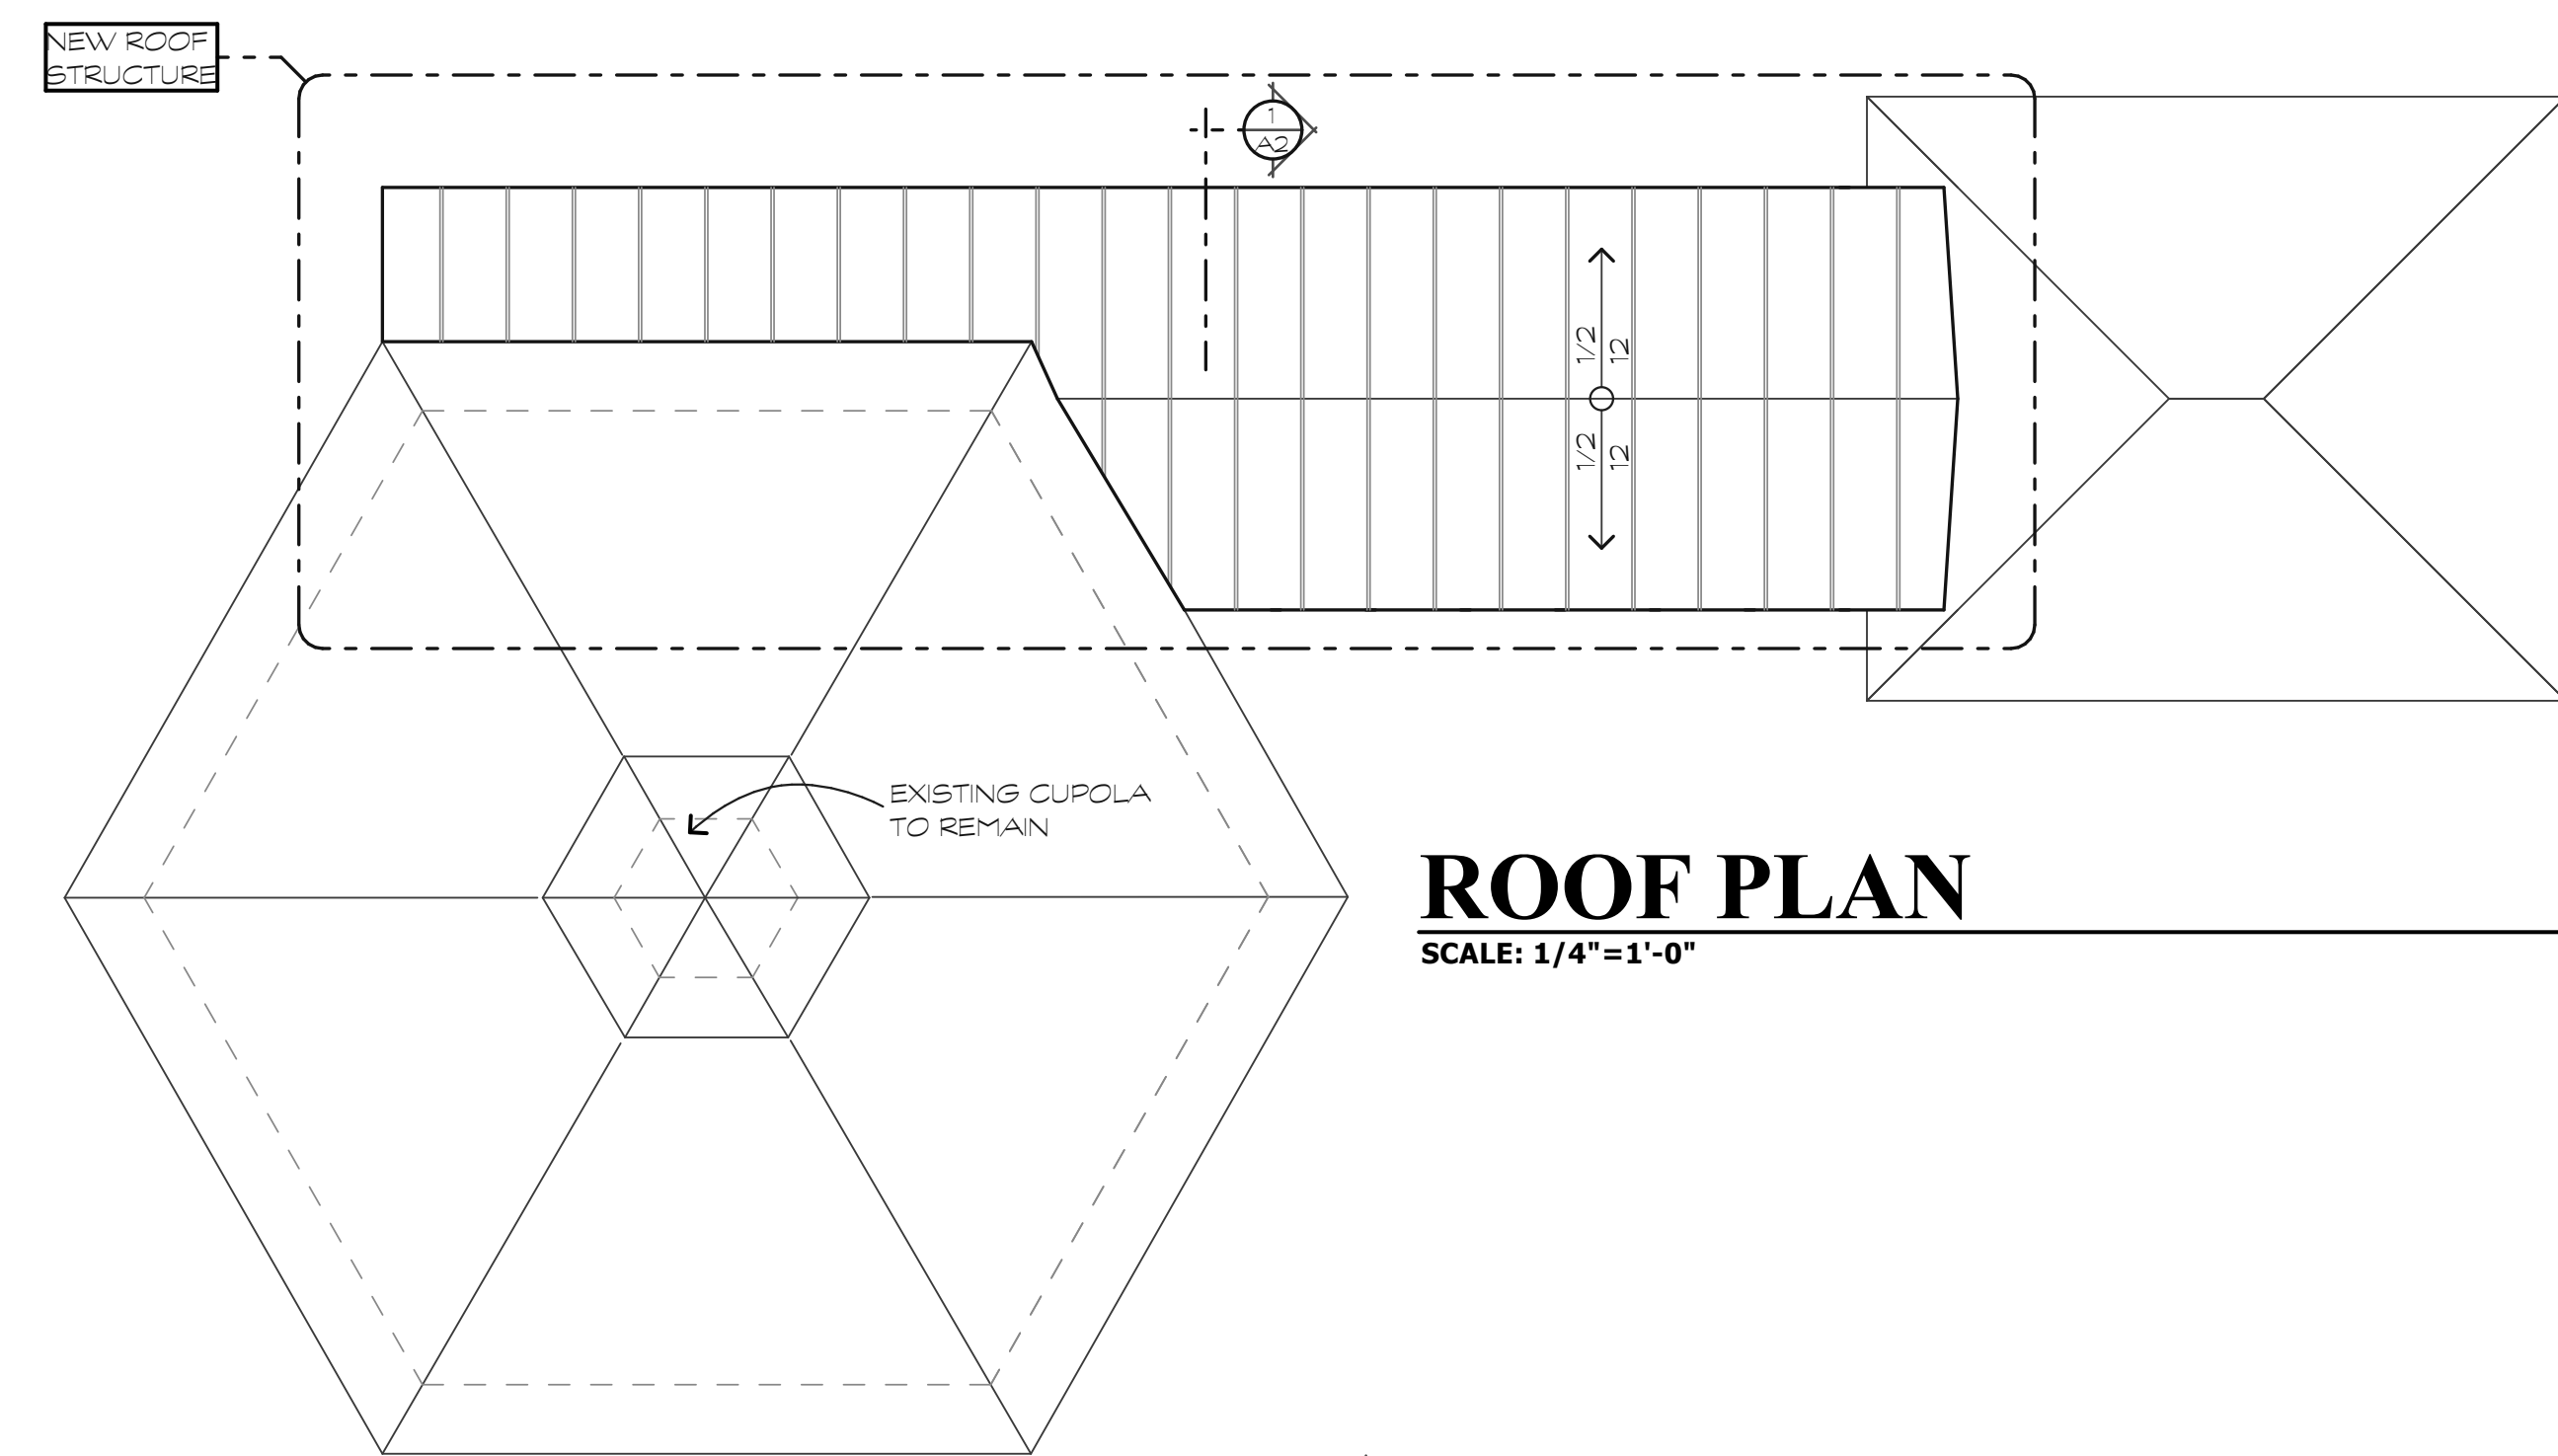 NEW ROOF
STRUCTURE
1
A2
1/2
12
1/2
12
EXISTING CUPOLA
TO REMAIN
ROOF PLAN
SCALE: 1/4"=1'-0"